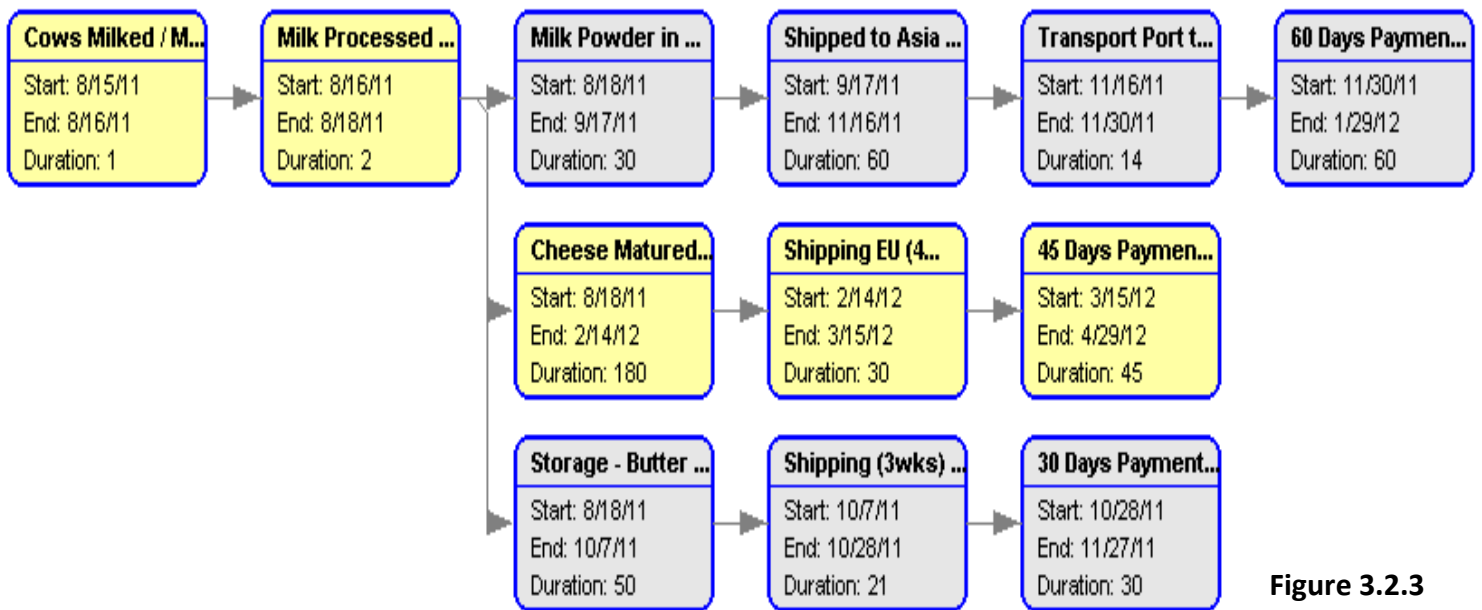 Cows Milked / M...
Start: 8/15/11
End: 8/16/11
Duration: 1
Milk Processed ...
Start: 8/16/11
End: 8/18/11
Duration: 2
Milk Powder in ...
Start: 8/18/11
End: 9/17/11
Duration: 30
Shipped to Asia ...
Start: 9/17/11
End: 11/16/11
Duration: 60
Transport Port t...
Start: 11/16/11
End: 11/30/11
Duration: 14
60 Days Paymen...
Start: 11/30/11
End: 1/29/12
Duration: 60
Cheese Matured...
Start: 8/18/11
End: 2/14/12
Duration: 180
Shipping EU (4...
Start: 2/14/12
End: 3/15/12
Duration: 30
45 Days Paymen...
Start: 3/15/12
End: 4/29/12
Duration: 45
Storage - Butter ...
Start: 8/18/11
End: 10/7/11
Duration: 50
Shipping (3wks) ...
Start: 10/7/11
End: 10/28/11
Duration: 21
30 Days Payment...
Start: 10/28/11
End: 11/27/11
Duration: 30
Figure 3.2.3